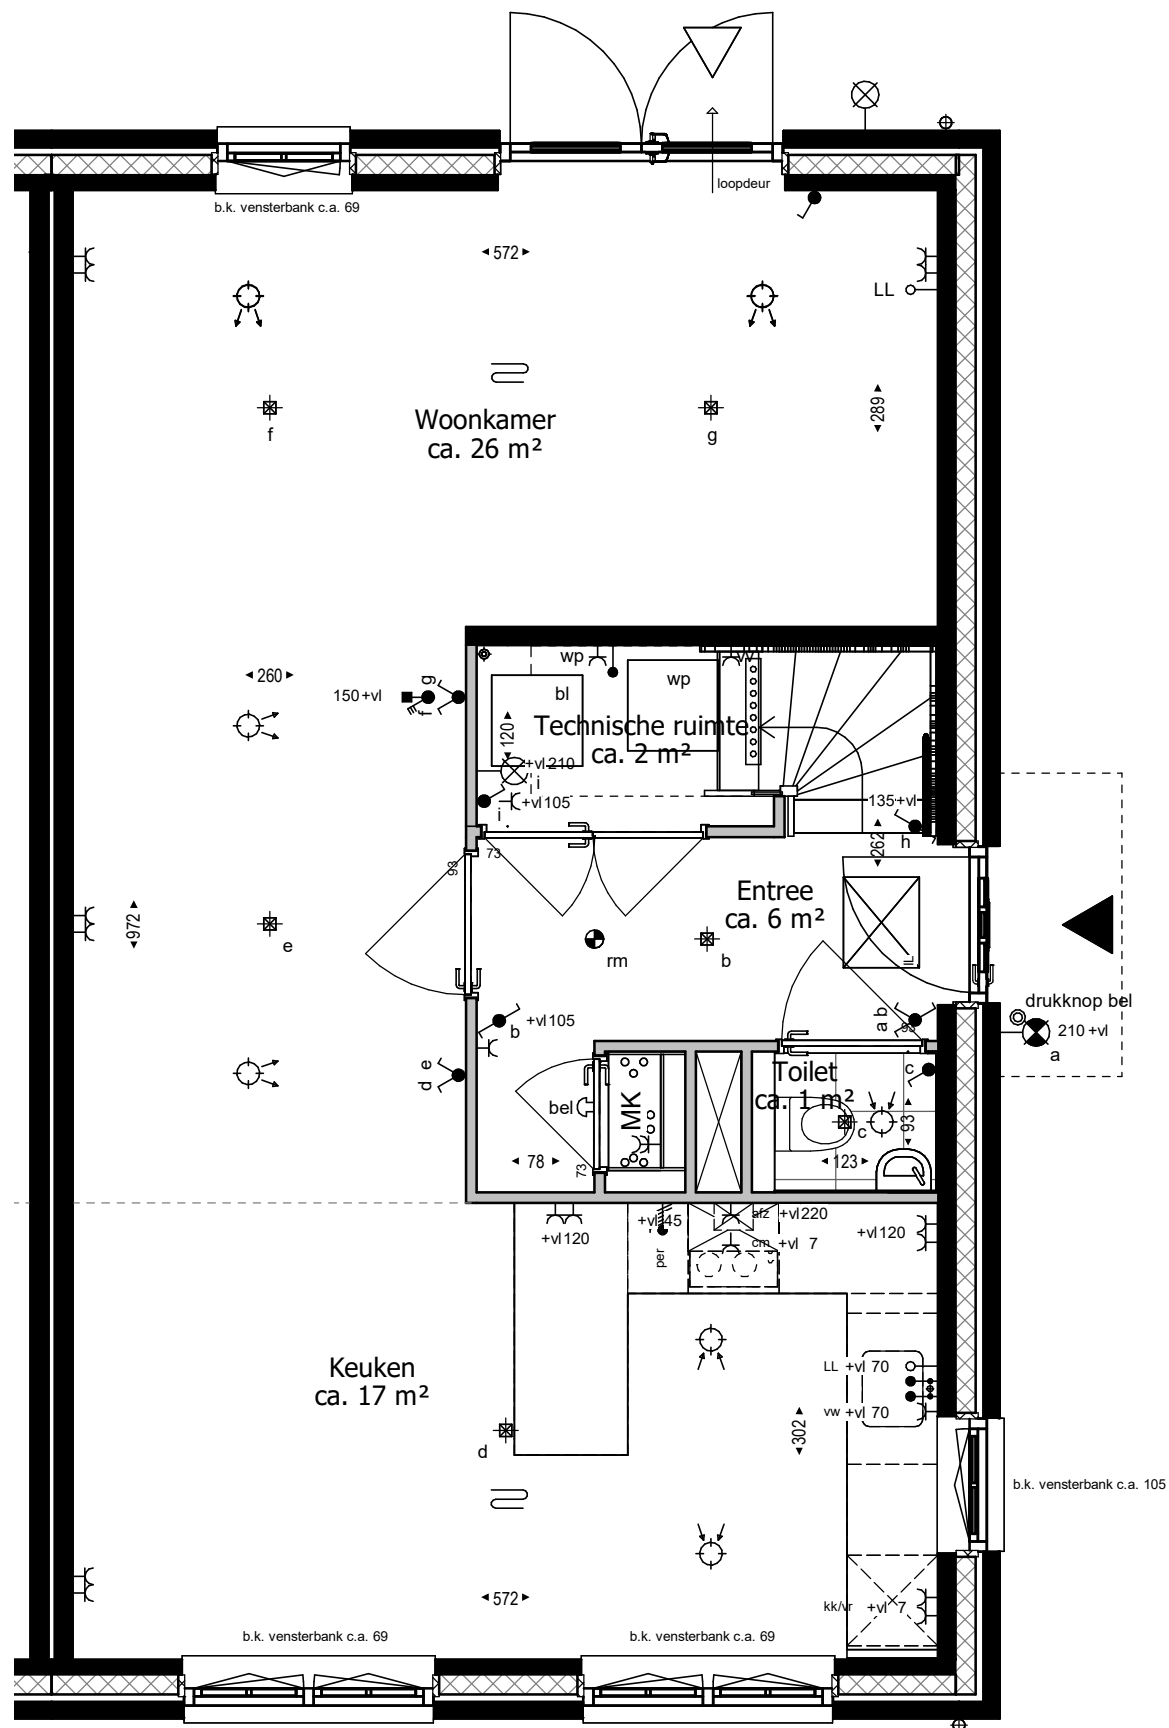 loopdeur
b.k. vensterbank c.a. 69
572
LL
289
Woonkamer
ca. 26 m²
f
g
wp
vv
260
150+vl
g
f
bl
wp
Technische ruimte
ca. 2 m²
120
+vl 210
i
+vl 105
i
135+vl
h
262
93
73
Entree
ca. 6 m²
972
e
rm
b
drukknop bel
210 +vl
a
b
+vl 105
a b
93
e
d
bel
MK
Toilet
ca. 1 m²
c
c
93
78
73
123
+vl 120
+vl 45
per
afz +vl 220
cm +vl 7
+vl 120
Keuken
ca. 17 m²
LL +vl 70
vw +vl 70
d
302
b.k. vensterbank c.a. 105
572
kk/vr +vl 7
b.k. vensterbank c.a. 69
b.k. vensterbank c.a. 69